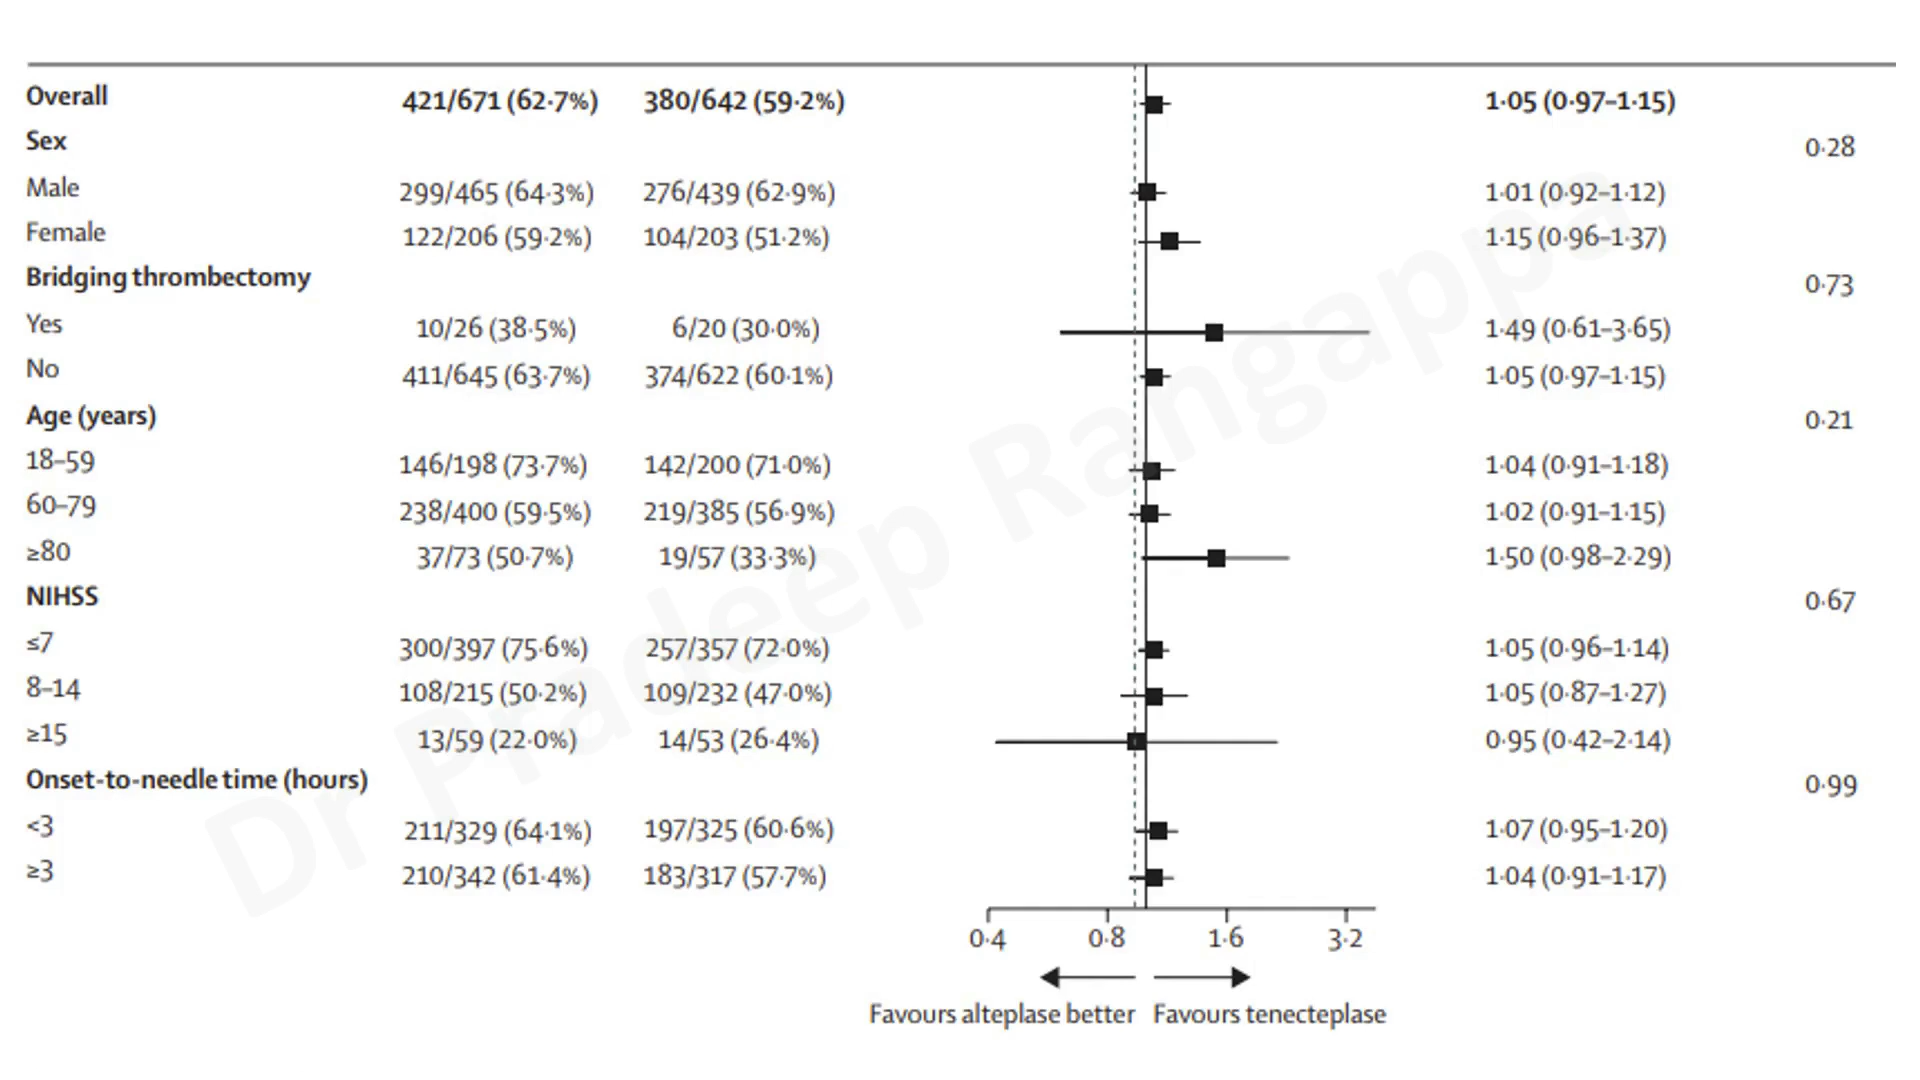 Overall 421/671 (62·7%) 380/642 (59·2%) 1·05 (0·97–1·15)
Sex 0·28
Male 299/465 (64·3%) 276/439 (62·9%) 1·01 (0·92–1·12)
Female 122/206 (59·2%) 104/203 (51·2%) 1·15 (0·96–1·37)
Bridging thrombectomy 0·73
Yes 10/26 (38·5%) 6/20 (30·0%) 1·49 (0·61–3·65)
No 411/645 (63·7%) 374/622 (60·1%) 1·05 (0·97–1·15)
Age (years) 0·21
18–59 146/198 (73·7%) 142/200 (71·0%) 1·04 (0·91–1·18)
60–79 238/400 (59·5%) 219/385 (56·9%) 1·02 (0·91–1·15)
≥80 37/73 (50·7%) 19/57 (33·3%) 1·50 (0·98–2·29)
NIHSS 0·67
≤7 300/397 (75·6%) 257/357 (72·0%) 1·05 (0·96–1·14)
8–14 108/215 (50·2%) 109/232 (47·0%) 1·05 (0·87–1·27)
≥15 13/59 (22·0%) 14/53 (26·4%) 0·95 (0·42–2·14)
Onset-to-needle time (hours) 0·99
<3 211/329 (64·1%) 197/325 (60·6%) 1·07 (0·95–1·20)
≥3 210/342 (61·4%) 183/317 (57·7%) 1·04 (0·91–1·17)
0·4 0·8 1·6 3·2
Favours alteplase better Favours tenecteplase
Dr Pradeep Rangappa